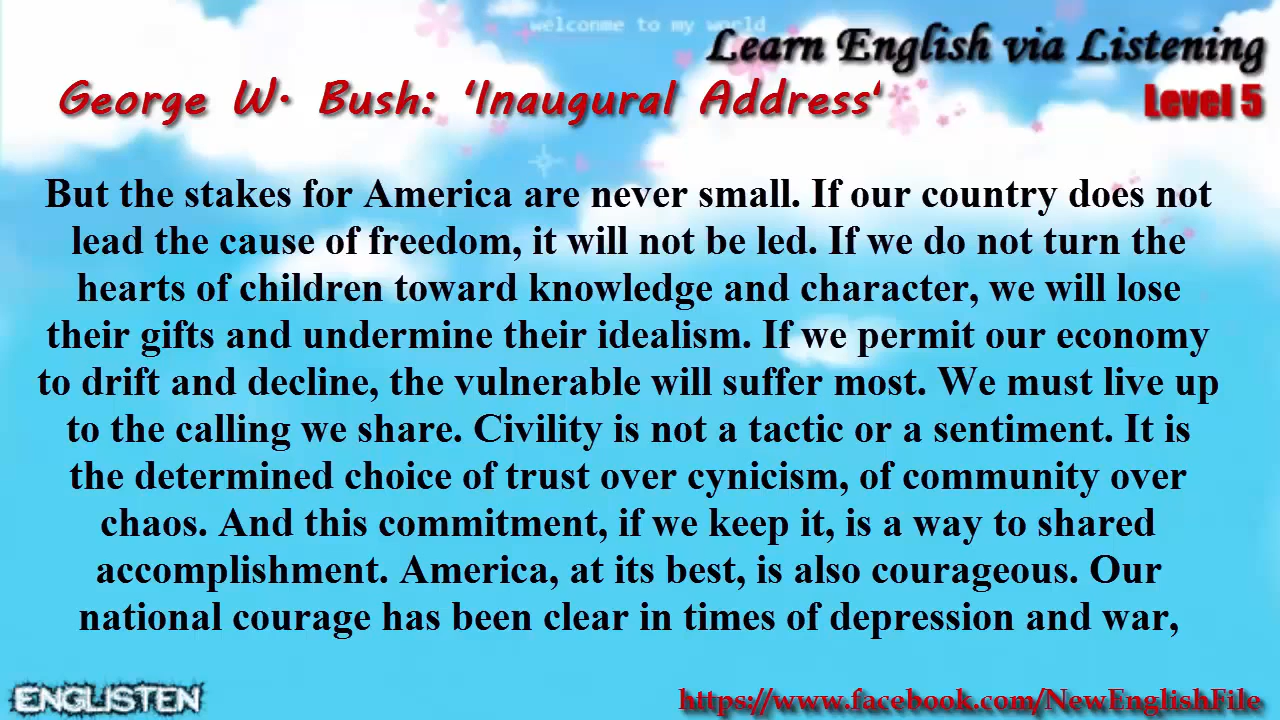 welconme to my world
Learn English via Listening
George W. Bush: 'Inaugural Address'
Level 5
But the stakes for America are never small. If our country does not
lead the cause of freedom, it will not be led. If we do not turn the
hearts of children toward knowledge and character, we will lose
their gifts and undermine their idealism. If we permit our economy
to drift and decline, the vulnerable will suffer most. We must live up
to the calling we share. Civility is not a tactic or a sentiment. It is
the determined choice of trust over cynicism, of community over
chaos. And this commitment, if we keep it, is a way to shared
accomplishment. America, at its best, is also courageous. Our
national courage has been clear in times of depression and war,
ENGLISTEN
https://www.facebook.com/NewEnglishFile